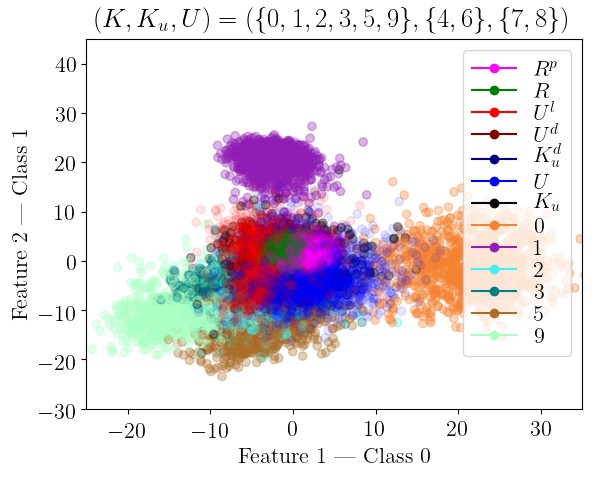 (K, K_u, U) = ({0, 1, 2, 3, 5, 9}, {4, 6}, {7, 8})
40
30
20
10
0
−10
−20
−30
Feature 2 — Class 1
R^p
R
U^l
U^d
K_u^d
U
K_u
0
1
2
3
5
9
−20
−10
0
10
20
30
Feature 1 — Class 0